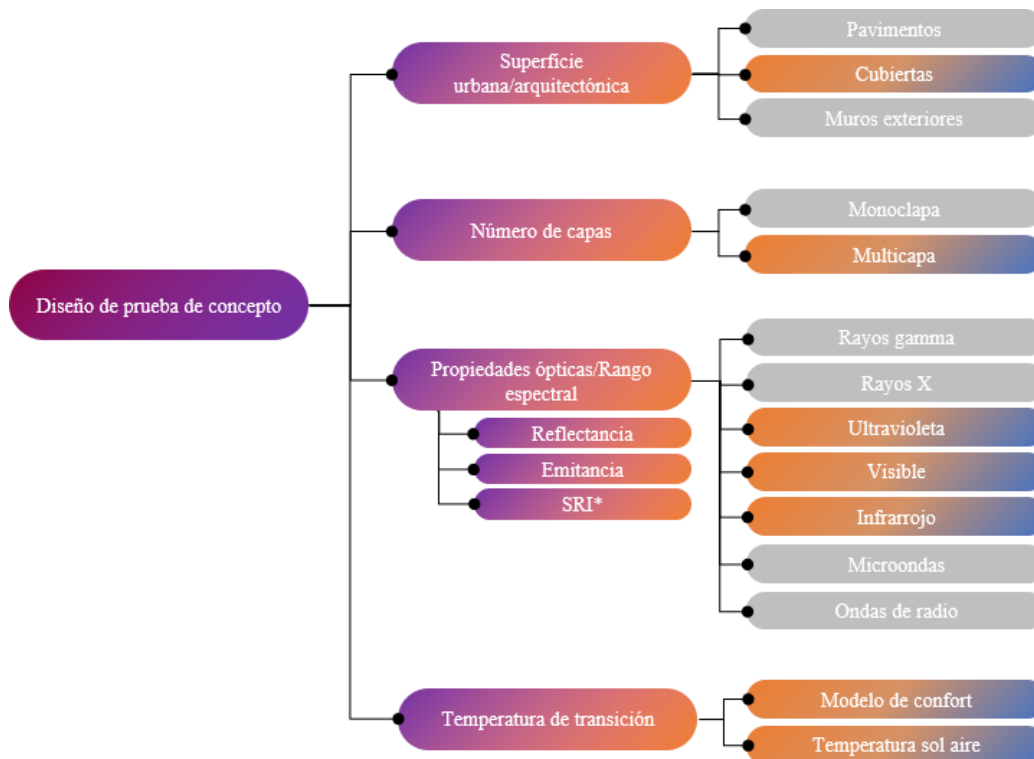 Diseño de prueba de concepto
Superfície
urbana/arquitectónica
Pavimentos
Cubiertas
Muros exteriores
Número de capas
Monoclapa
Multicapa
Propiedades ópticas/Rango
espectral
Reflectancia
Emitancia
SRI*
Rayos gamma
Rayos X
Ultravioleta
Visible
Infrarrojo
Microondas
Ondas de radio
Temperatura de transición
Modelo de confort
Temperatura sol aire